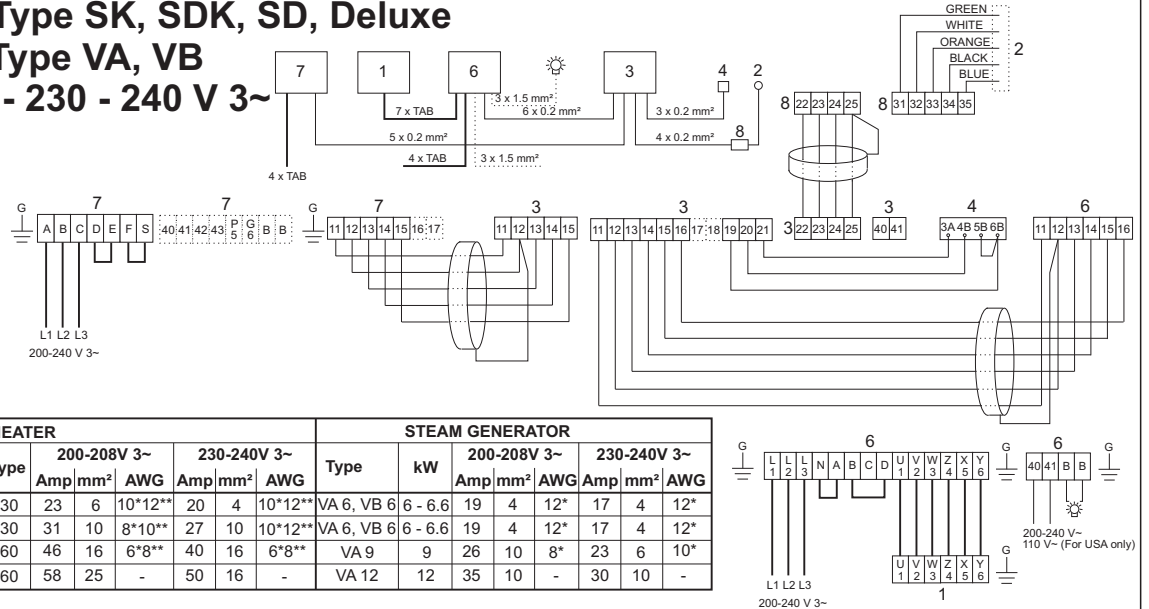 Type SK, SDK, SD, Deluxe
Type VA, VB
- 230 - 240 V 3~
7
1
6
3
4
2
3 x 1.5 mm²
7 x TAB
6 x 0.2 mm²
3 x 0.2 mm²
5 x 0.2 mm²
4 x 0.2 mm²
8
4 x TAB
3 x 1.5 mm²
4 x TAB
GREEN
WHITE
ORANGE
BLACK
BLUE
2
8 22 23 24 25
8 31 32 33 34 35
G
7
A B C D E F S
7
40 41 42 43 P5 G6 B B
G
7
11 12 13 14 15 16 17
3
11 12 13 14 15
3
11 12 13 14 15 16 17 18 19 20 21
3 22 23 24 25
3
40 41
4
3A 4B 5B 6B
6
11 12 13 14 15 16
L1 L2 L3
200-240 V 3~
HEATER STEAM GENERATOR
Type 200-208V 3~ 230-240V 3~ Type kW 200-208V 3~ 230-240V 3~
Amp mm² AWG Amp mm² AWG Amp mm² AWG Amp mm² AWG
30 23 6 10*12** 20 4 10*12** VA 6, VB 6 6 - 6.6 19 4 12* 17 4 12*
30 31 10 8*10** 27 10 10*12** VA 6, VB 6 6 - 6.6 19 4 12* 17 4 12*
60 46 16 6*8** 40 16 6*8** VA 9 9 26 10 8* 23 6 10*
60 58 25 - 50 16 - VA 12 12 35 10 - 30 10 -
G
6
L1 L2 L3 N A B C D U1 V2 W3 Z4 X5 Y6
G
G
6
40 41 B B
G
200-240 V~
110 V~ (For USA only)
U1 V2 W3 Z4 X5 Y6
G
1
L1 L2 L3
200-240 V 3~